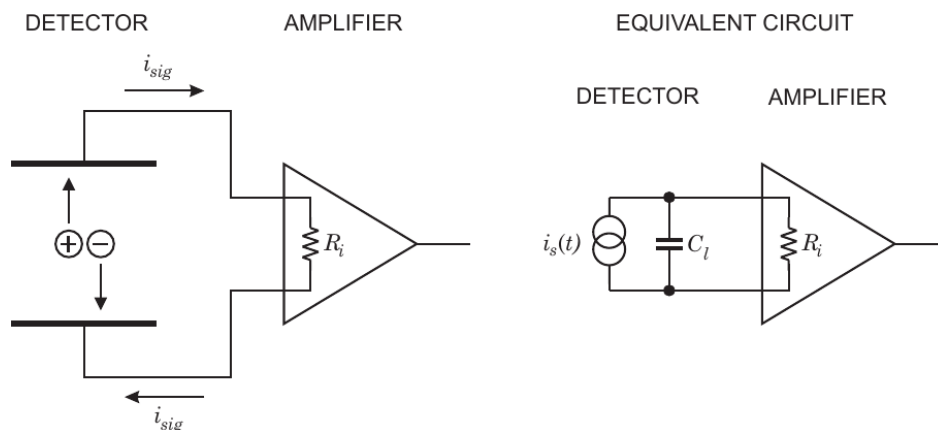 DETECTOR AMPLIFIER EQUIVALENT CIRCUIT
i_sig
DETECTOR AMPLIFIER
+ −
R_i
i_s(t) C_l R_i
i_sig